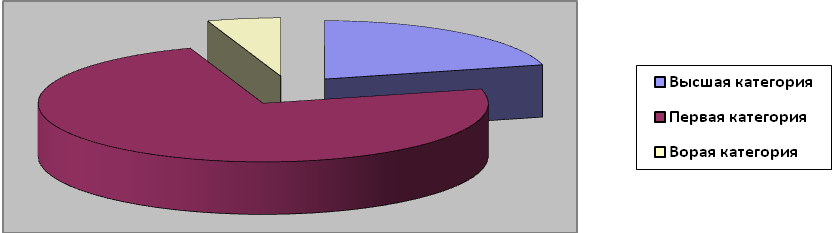 Высшая категория
Первая категория
Ворая категория